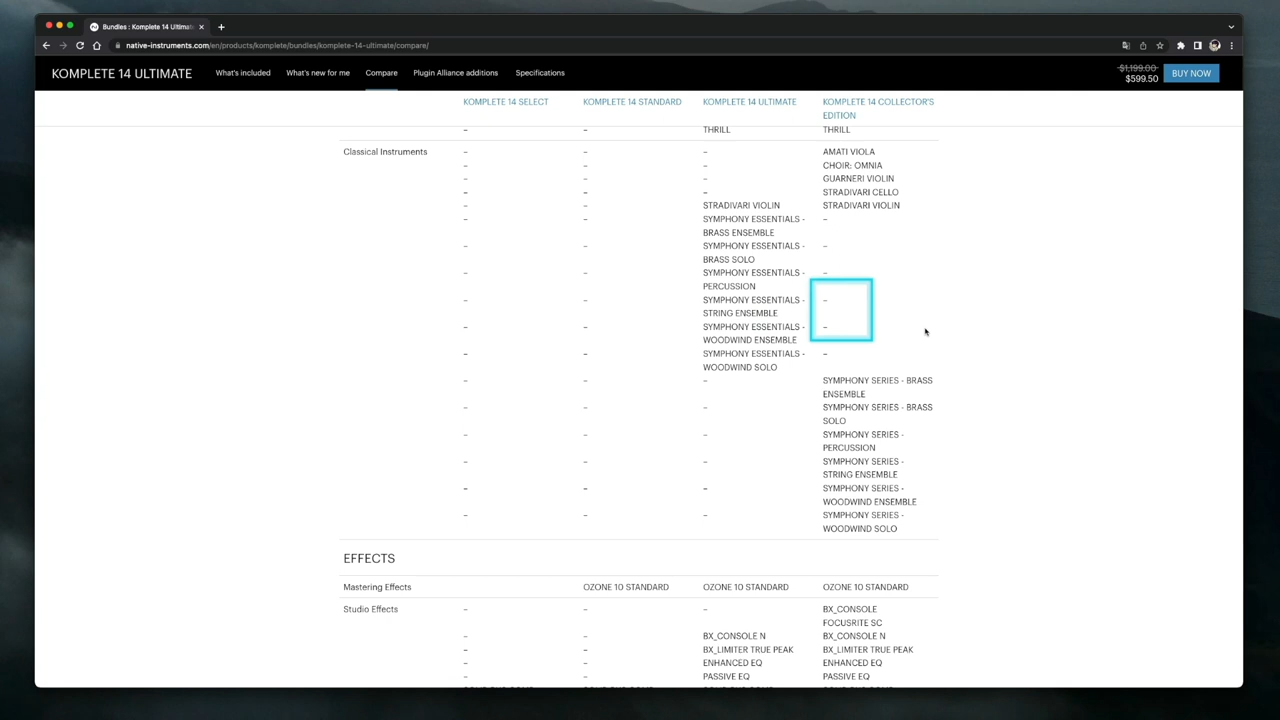 Bundles : Komplete 14 Ultimat
native-instruments.com/en/products/komplete/bundles/komplete-14-ultimate/compare/
KOMPLETE 14 ULTIMATE What's included What's new for me Compare Plugin Alliance additions Specifications $1,199.00 $599.50 BUY NOW
KOMPLETE 14 SELECT KOMPLETE 14 STANDARD KOMPLETE 14 ULTIMATE KOMPLETE 14 COLLECTOR'S
EDITION
– – THRILL THRILL
Classical Instruments – – – AMATI VIOLA
– – – CHOIR: OMNIA
– – – GUARNERI VIOLIN
– – – STRADIVARI CELLO
– – STRADIVARI VIOLIN STRADIVARI VIOLIN
– – SYMPHONY ESSENTIALS - –
BRASS ENSEMBLE
– – SYMPHONY ESSENTIALS - –
BRASS SOLO
– – SYMPHONY ESSENTIALS - –
PERCUSSION
– – SYMPHONY ESSENTIALS - –
STRING ENSEMBLE
– – SYMPHONY ESSENTIALS - –
WOODWIND ENSEMBLE
– – SYMPHONY ESSENTIALS - –
WOODWIND SOLO
– – – SYMPHONY SERIES - BRASS
ENSEMBLE
– – – SYMPHONY SERIES - BRASS
SOLO
– – – SYMPHONY SERIES -
PERCUSSION
– – – SYMPHONY SERIES -
STRING ENSEMBLE
– – – SYMPHONY SERIES -
WOODWIND ENSEMBLE
– – – SYMPHONY SERIES -
WOODWIND SOLO
EFFECTS
Mastering Effects OZONE 10 STANDARD OZONE 10 STANDARD OZONE 10 STANDARD
Studio Effects – – – BX_CONSOLE
FOCUSRITE SC
– – BX_CONSOLE N BX_CONSOLE N
– – BX_LIMITER TRUE PEAK BX_LIMITER TRUE PEAK
– – ENHANCED EQ ENHANCED EQ
– – PASSIVE EQ PASSIVE EQ